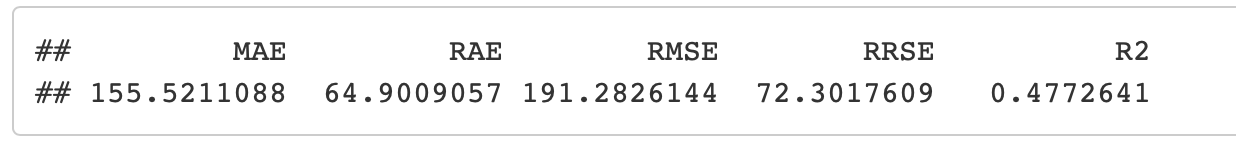 ##         MAE         RAE        RMSE        RRSE          R2
## 155.5211088  64.9009057 191.2826144  72.3017609   0.4772641